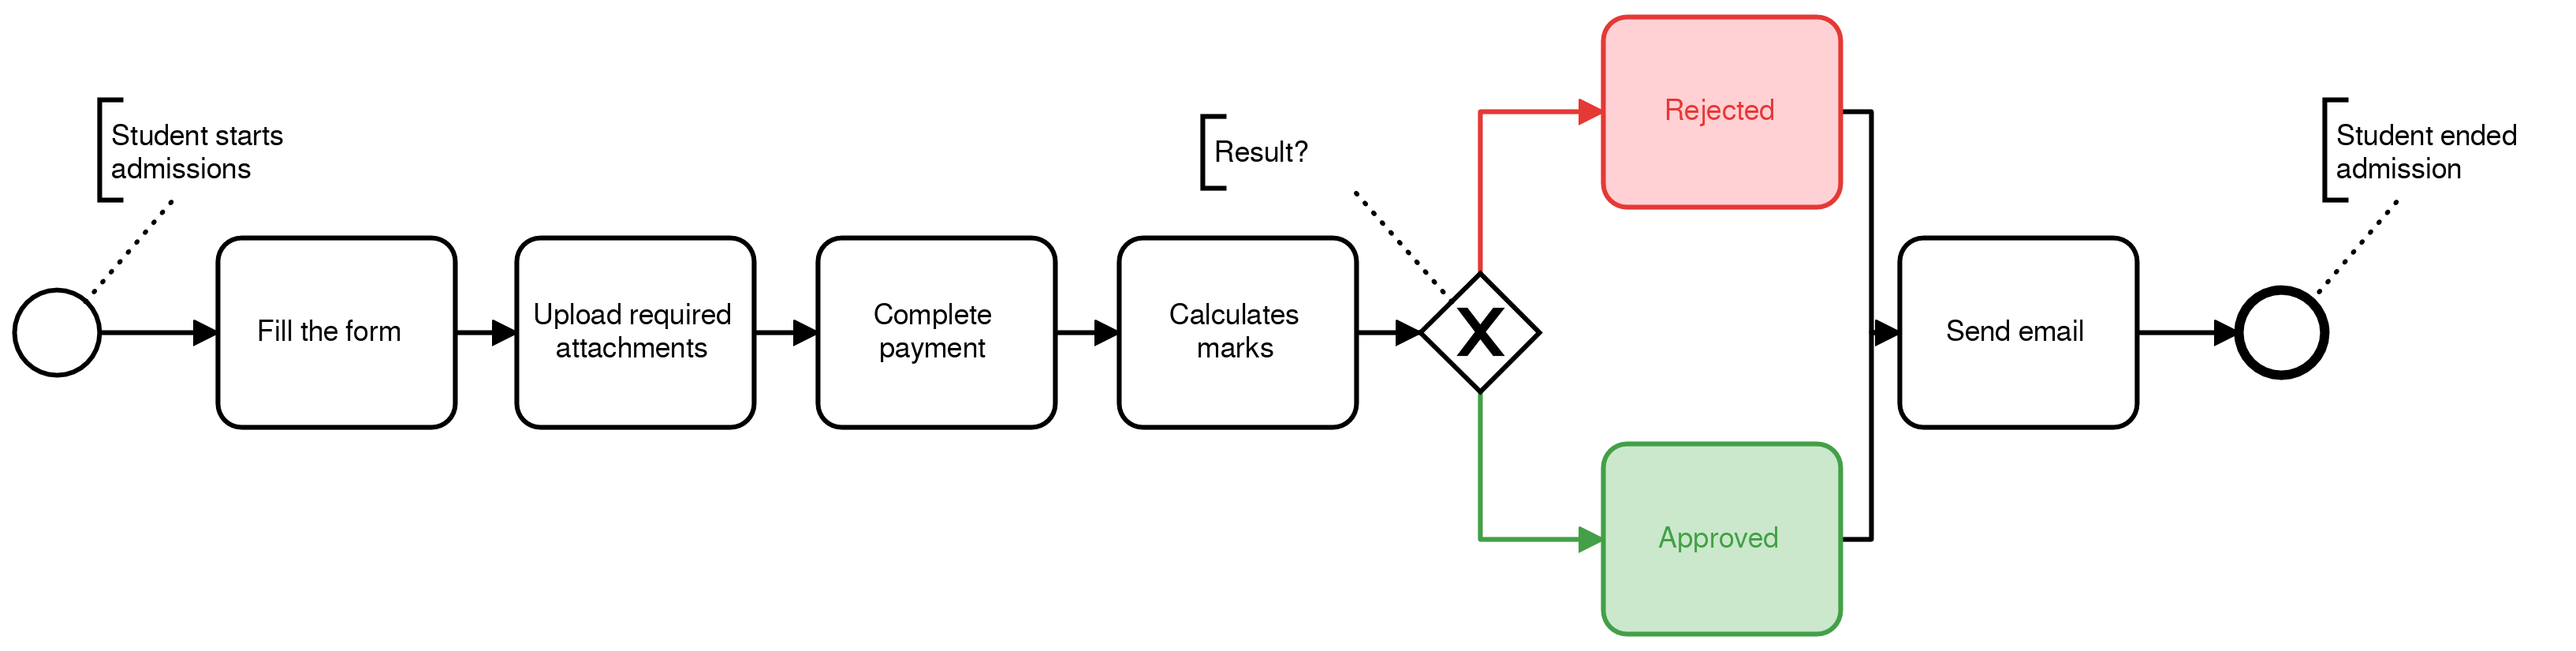 Student starts
admissions
Fill the form
Upload required
attachments
Complete
payment
Calculates
marks
Result?
X
Rejected
Approved
Send email
Student ended
admission